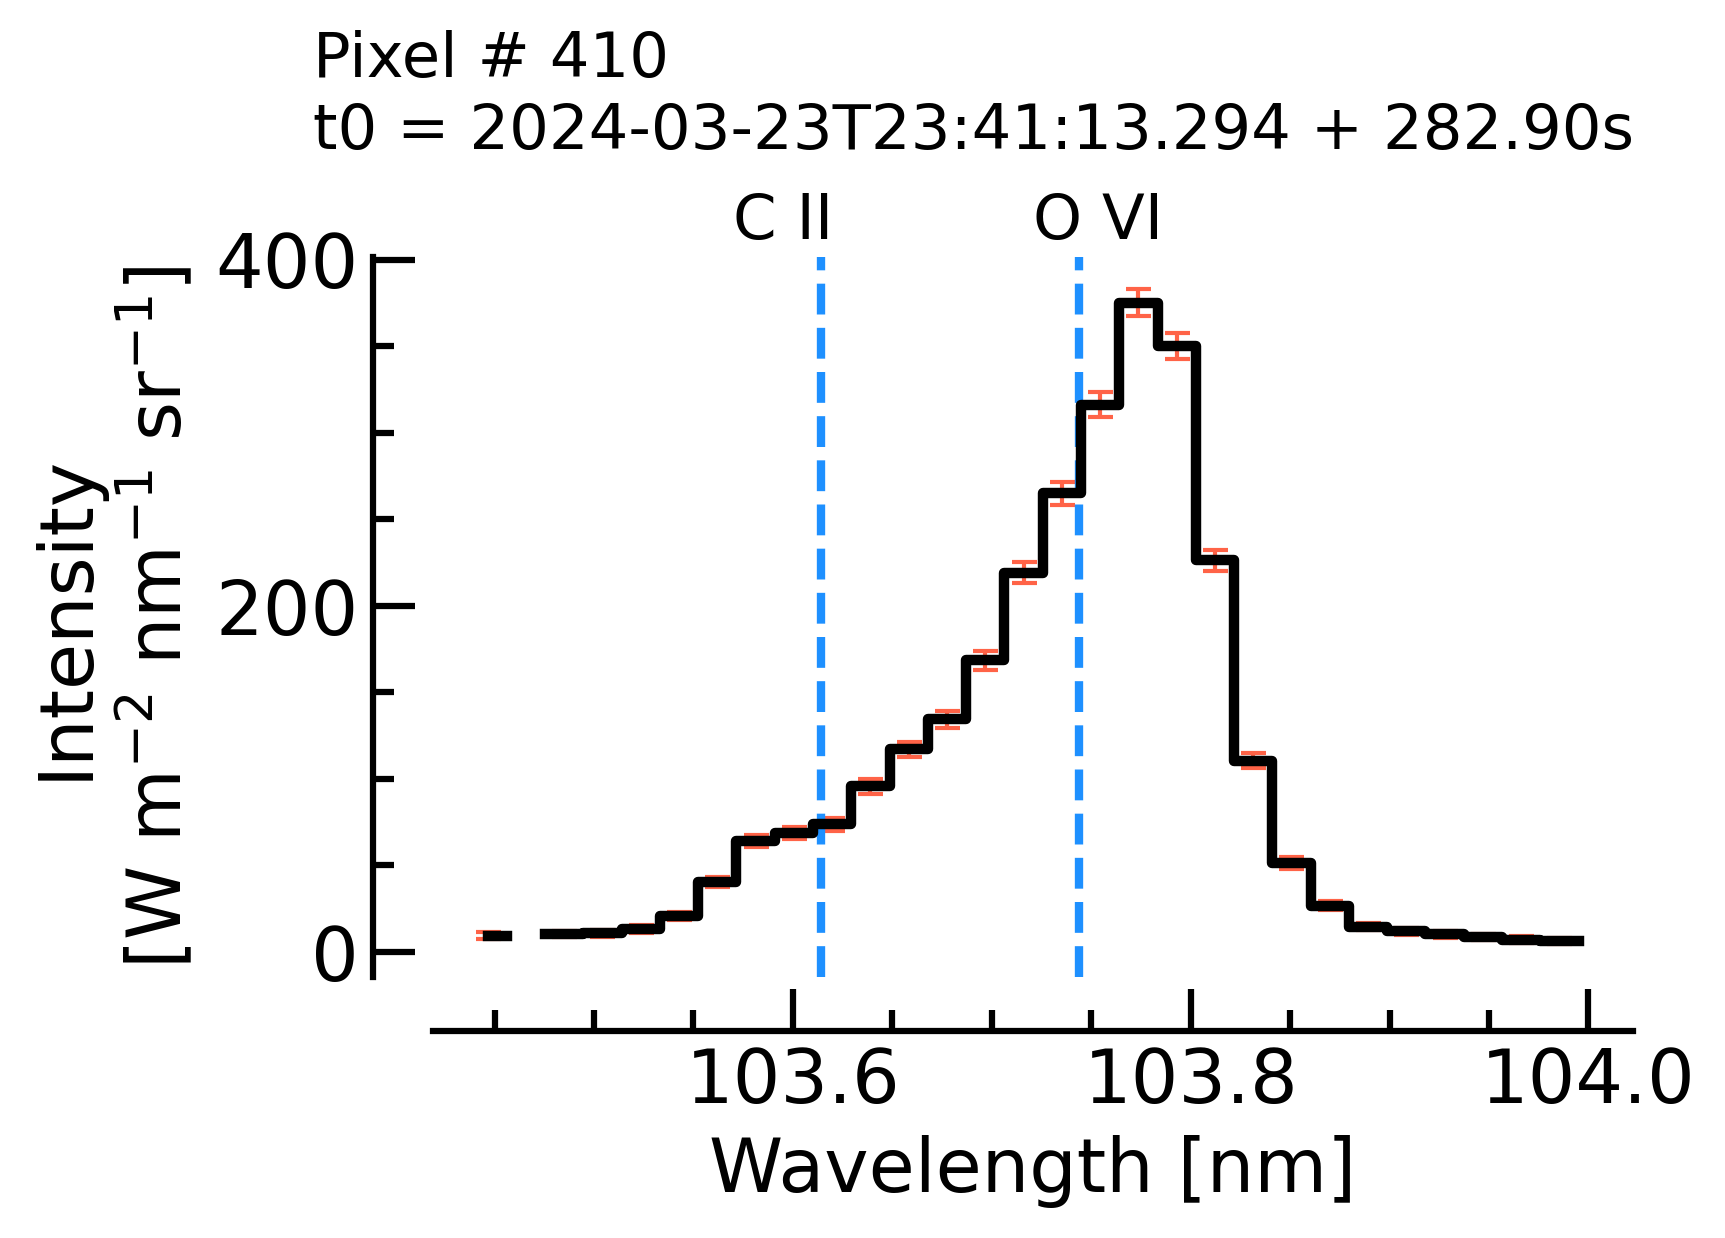 Pixel # 410
t0 = 2024-03-23T23:41:13.294 + 282.90s
C II
O VI
400
200
0
Intensity
[W m⁻² nm⁻¹ sr⁻¹]
103.6
103.8
104.0
Wavelength [nm]